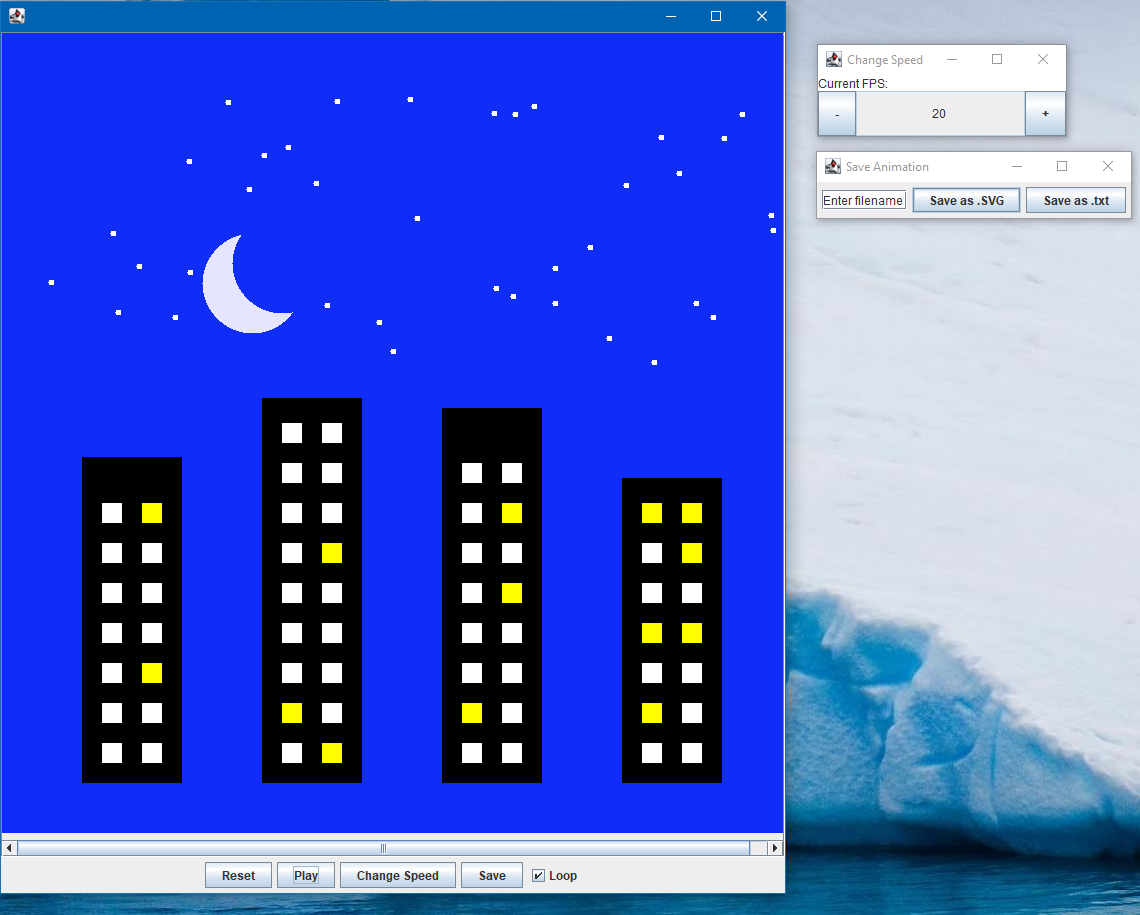 Change Speed
Current FPS:
- 20 +
Save Animation
Enter filename Save as .SVG Save as .txt
Reset Play Change Speed Save Loop